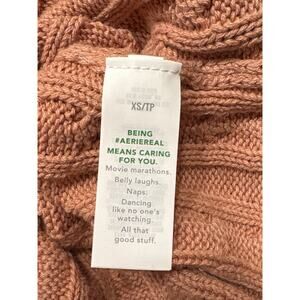 XS/TP
BEING
#AERIEREAL
MEANS CARING
FOR YOU.
Movie marathons.
Belly laughs.
Naps.
Dancing
like no one's
watching.
All that
good stuff.